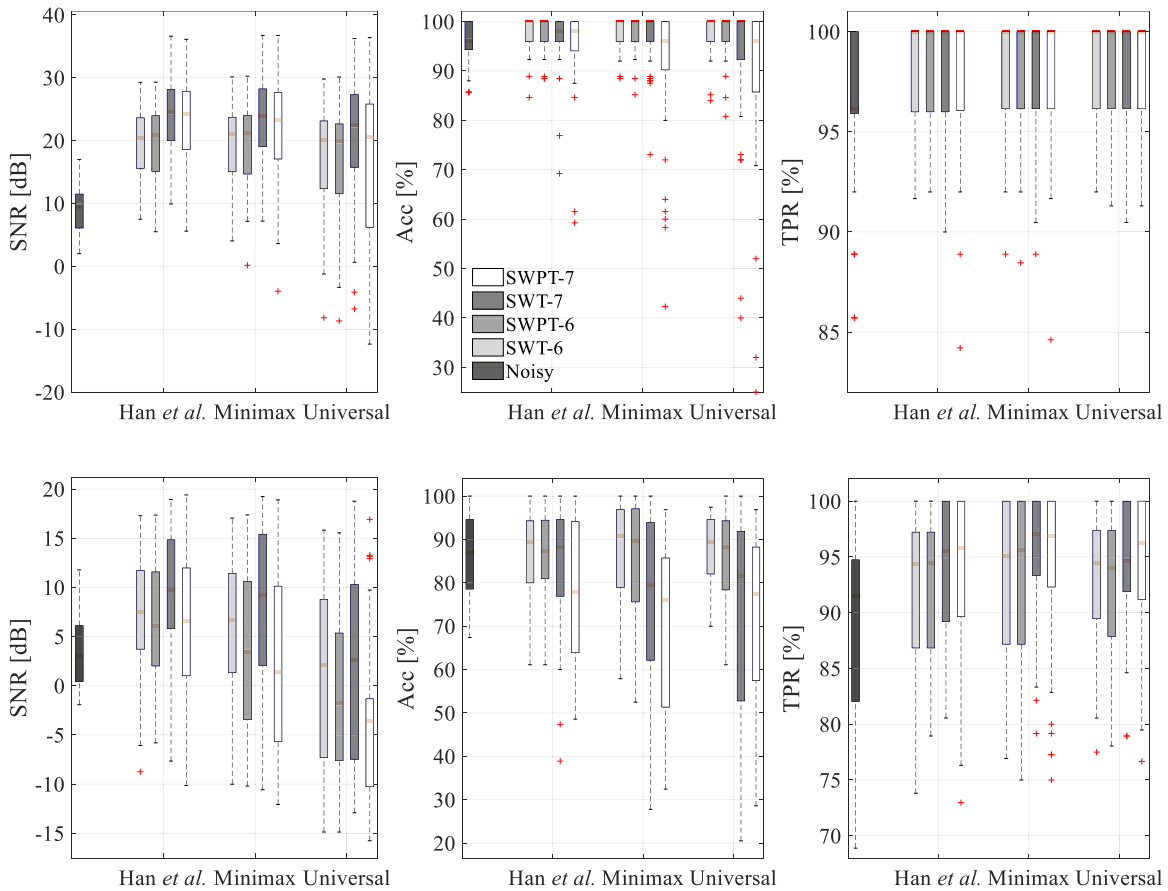 40
30
20
10
0
-10
-20
SNR [dB]
Han et al. Minimax Universal
100
90
80
70
60
50
40
30
Acc [%]
SWPT-7
SWT-7
SWPT-6
SWT-6
Noisy
Han et al. Minimax Universal
100
95
90
85
TPR [%]
Han et al. Minimax Universal
20
15
10
5
0
-5
-10
-15
SNR [dB]
Han et al. Minimax Universal
100
90
80
70
60
50
40
30
20
Acc [%]
Han et al. Minimax Universal
100
95
90
85
80
75
70
TPR [%]
Han et al. Minimax Universal